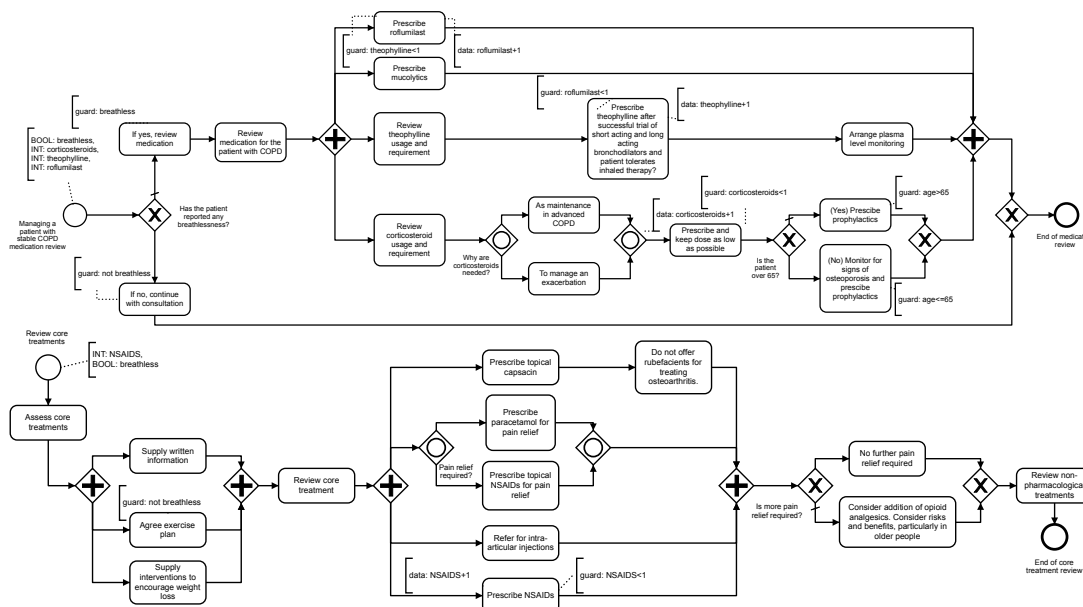 Prescribe
roflumilast
guard: theophylline<1
data: roflumilast+1
Prescribe
mucolytics
guard: breathless
BOOL: breathless,
INT: corticosteroids,
INT: theophylline,
INT: roflumilast
If yes, review
medication
Review
medication for the
patient with COPD
Review
theophylline
usage and
requirement
guard: roflumilast<1
Prescribe
theophylline after
successful trial of
short acting and long
acting
bronchodilators and
patient tolerates
inhaled therapy?
data: theophylline+1
Arrange plasma
level monitoring
Managing a
patient with
stable COPD
medication review
Has the patient
reported any
breathlessness?
Review
corticosteroid
usage and
requirement
Why are
corticosteroids
needed?
As maintenance
in advanced
COPD
To manage an
exacerbation
guard: corticosteroids<1
data: corticosteroids+1
Prescribe and
keep dose as low
as possible
Is the
patient
over 65?
guard: age>65
(Yes) Prescibe
prophylactics
(No) Monitor for
signs of
osteoporosis and
prescibe
prophylactics
guard: age<=65
End of medicat
review
guard: not breathless
If no, continue
with consultation
Review core
treatments
INT: NSAIDS,
BOOL: breathless
Assess core
treatments
Supply written
information
guard: not breathless
Agree exercise
plan
Supply
interventions to
encourage weight
loss
Review core
treatment
Prescribe topical
capsacin
Do not offer
rubefacients for
treating
osteoarthritis.
Pain relief
required?
Prescribe
paracetamol for
pain relief
Prescribe topical
NSAIDs for pain
relief
Refer for intra-
articular injections
data: NSAIDS+1
Prescribe NSAIDs
guard: NSAIDS<1
Is more pain
relief required?
No further pain
relief required
Consider addition of opioid
analgesics. Consider risks
and benefits, particularly in
older people
Review non-
pharmacological
treatments
End of core
treatment review